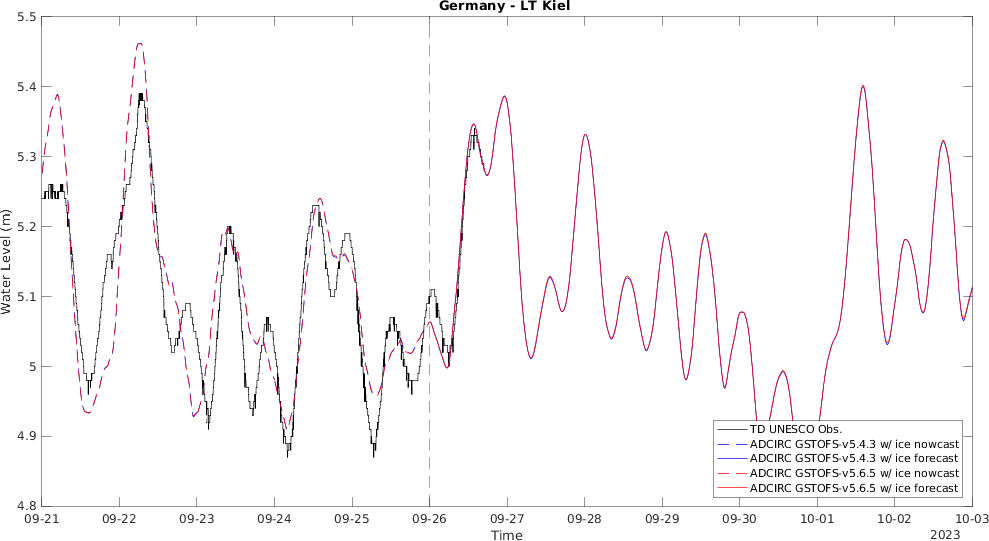 Germany - LT Kiel
Water Level (m)
5.5
5.4
5.3
5.2
5.1
5
4.9
4.8
TD UNESCO Obs.
ADCIRC GSTOFS-v5.4.3 w/ ice nowcast
ADCIRC GSTOFS-v5.4.3 w/ ice forecast
ADCIRC GSTOFS-v5.6.5 w/ ice nowcast
ADCIRC GSTOFS-v5.6.5 w/ ice forecast
09-21 09-22 09-23 09-24 09-25 09-26 09-27 09-28 09-29 09-30 10-01 10-02 10-03
Time
2023